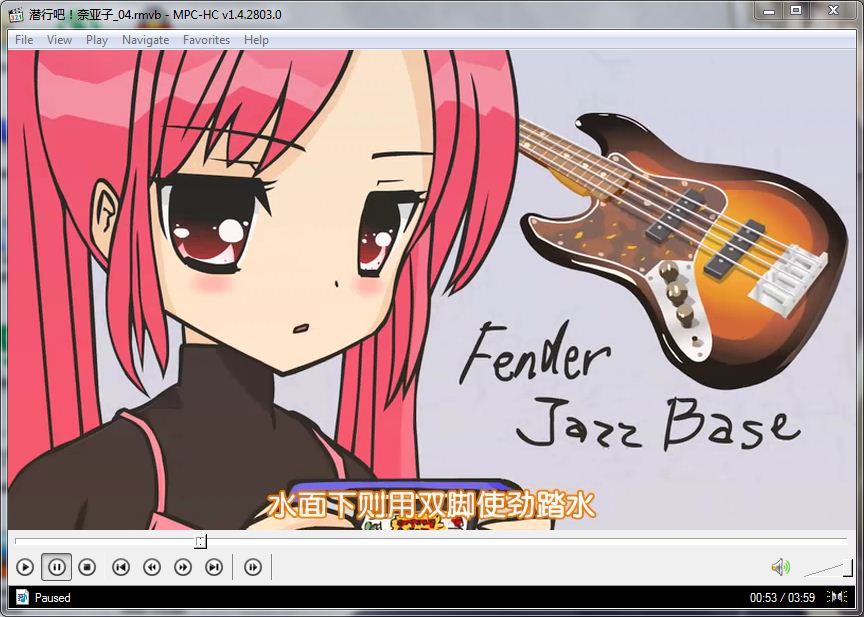 潜行吧！奈亚子_04.rmvb - MPC-HC v1.4.2803.0
File View Play Navigate Favorites Help
Fender
Jazz Base
水面下则用双脚使劲踏水
Paused 00:53 / 03:59